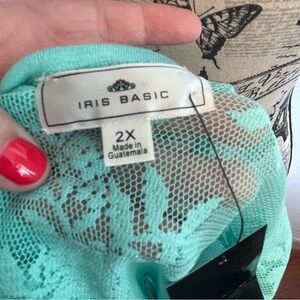 IRIS BASIC
2X
Made in
Guatemala